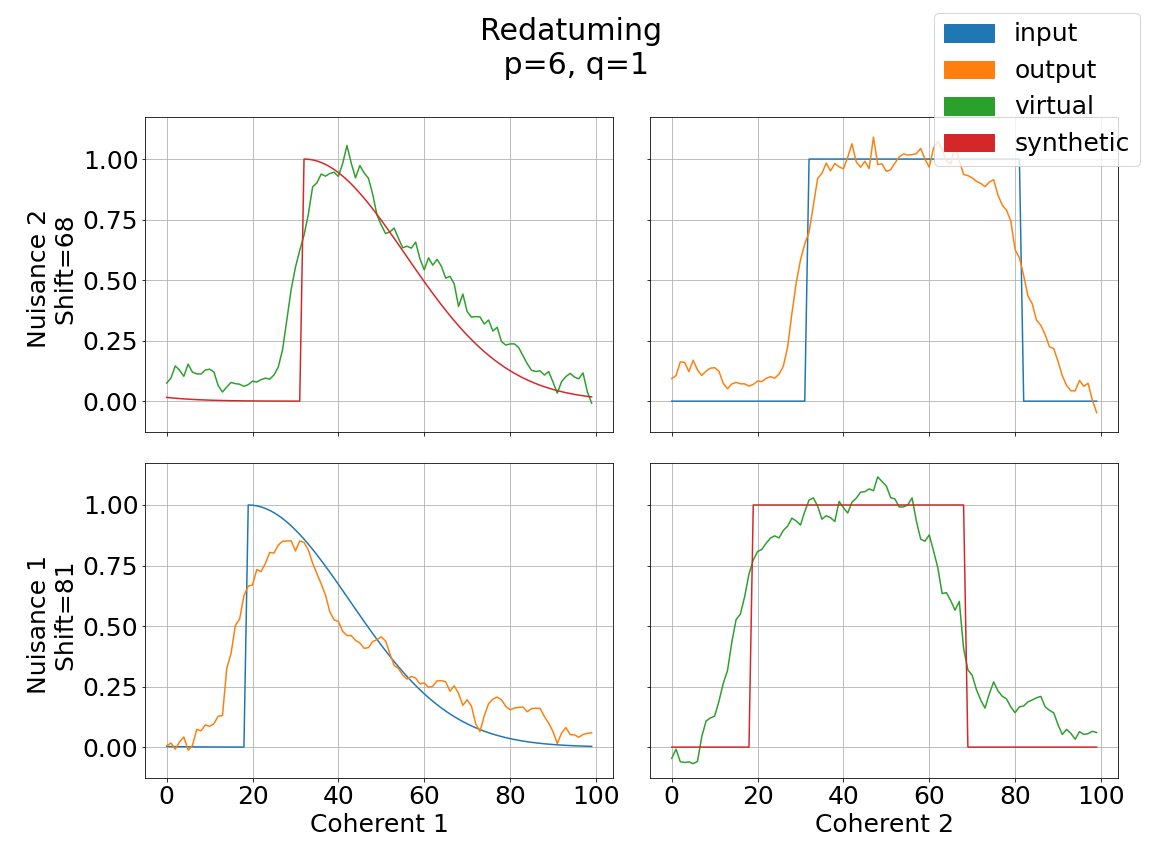 Redatuming
p=6, q=1
input
output
virtual
synthetic
Nuisance 2
Shift=68
1.00
0.75
0.50
0.25
0.00
Nuisance 1
Shift=81
1.00
0.75
0.50
0.25
0.00
0 20 40 60 80 100
Coherent 1
0 20 40 60 80 100
Coherent 2